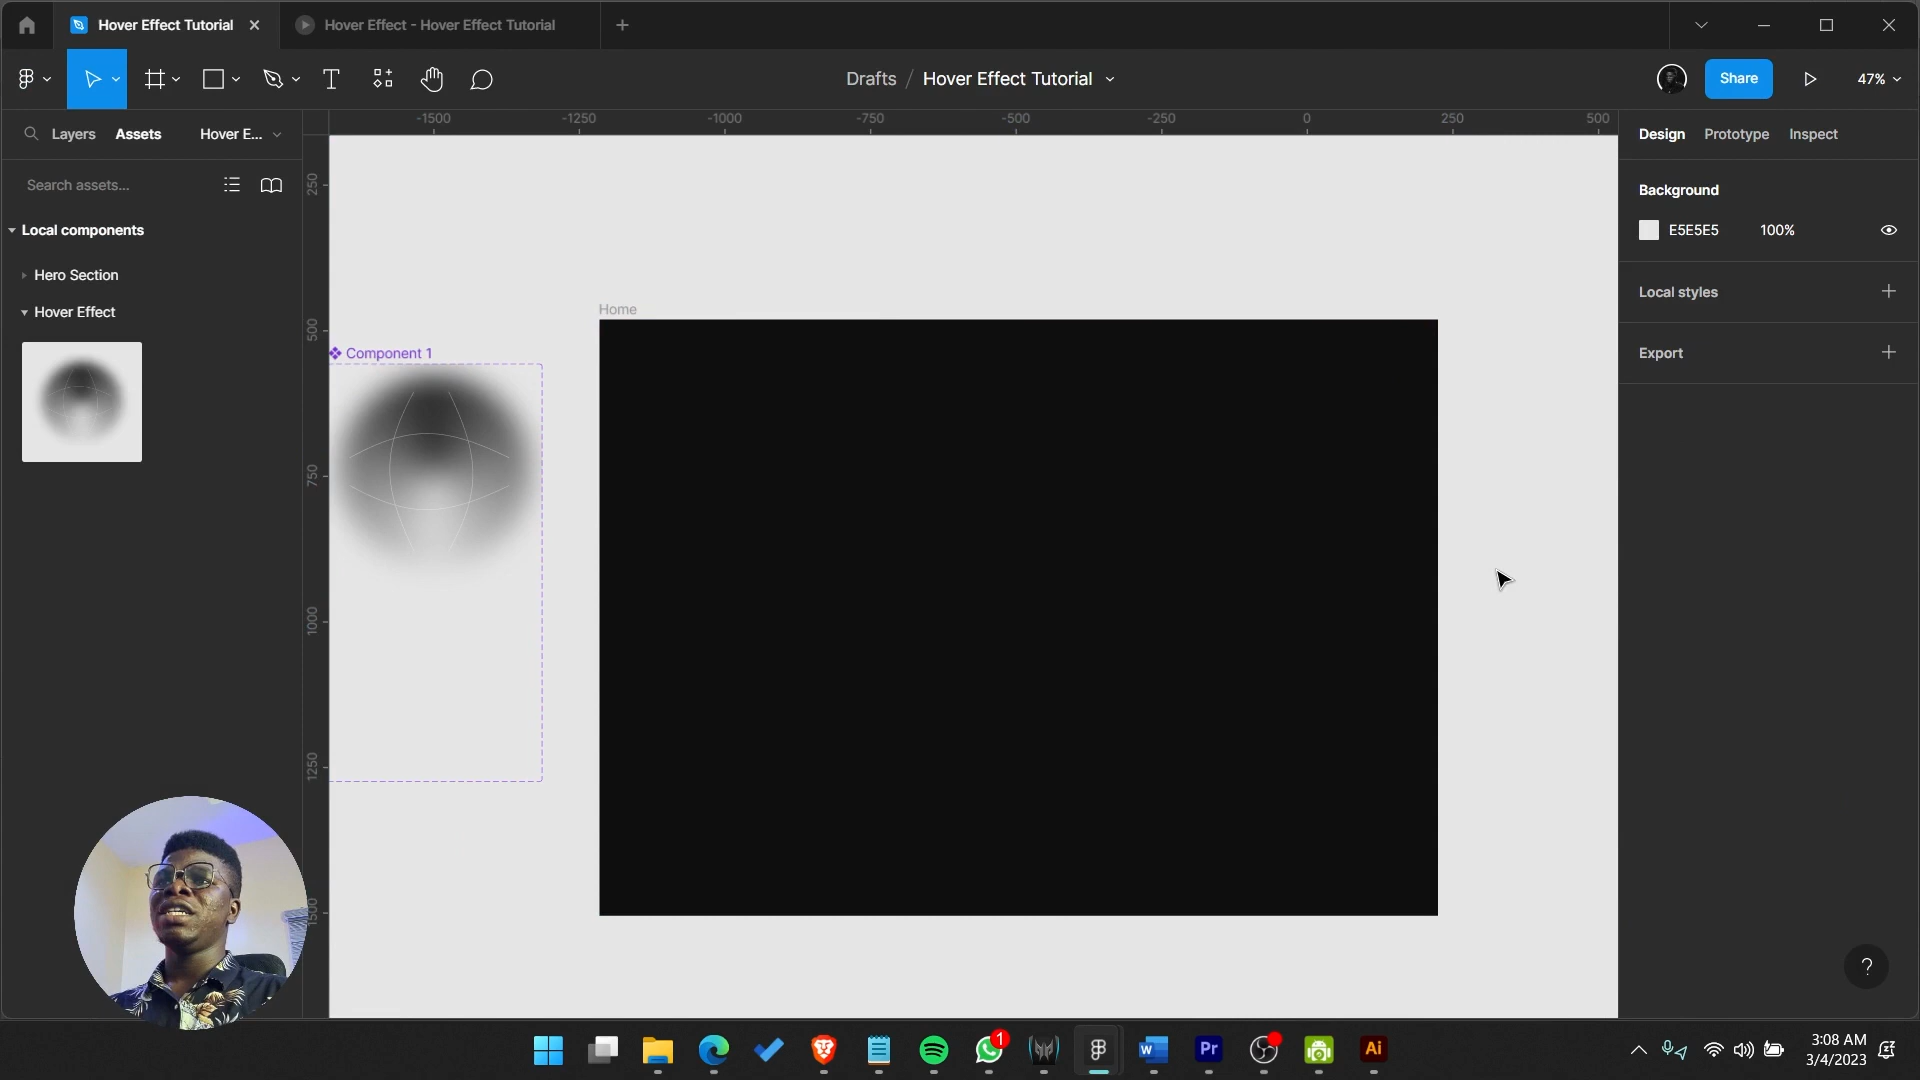 Hover Effect Tutorial
Hover Effect - Hover Effect Tutorial
Drafts / Hover Effect Tutorial
Share
47%
Layers
Assets
Hover E...
Search assets...
Local components
Hero Section
Hover Effect
-1500
-1250
-1000
-750
-500
-250
0
250
500
250
500
750
1000
1250
1500
Component 1
Home
Design
Prototype
Inspect
Background
E5E5E5
100%
Local styles
Export
?
1
W
Pr
Ai
3:08 AM
3/4/2023